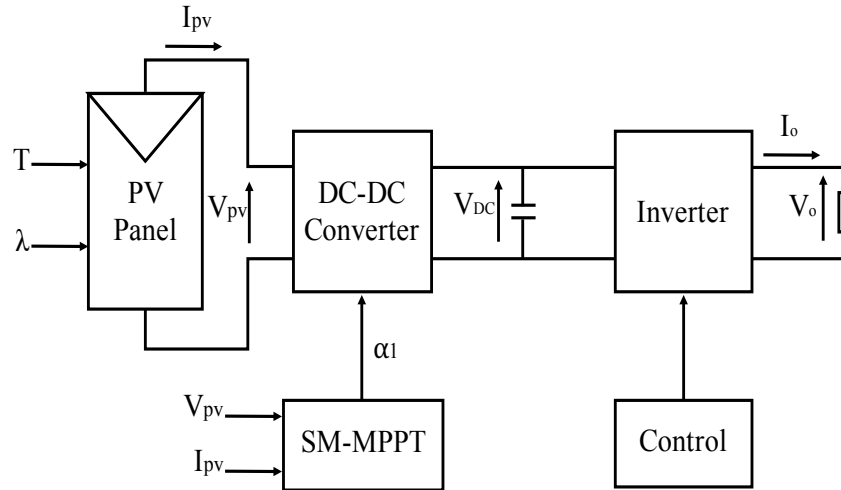 Ipv
T
λ
PV
Panel
Vpv
DC-DC
Converter
VDC
Inverter
Io
Vo
α1
Vpv
Ipv
SM-MPPT
Control